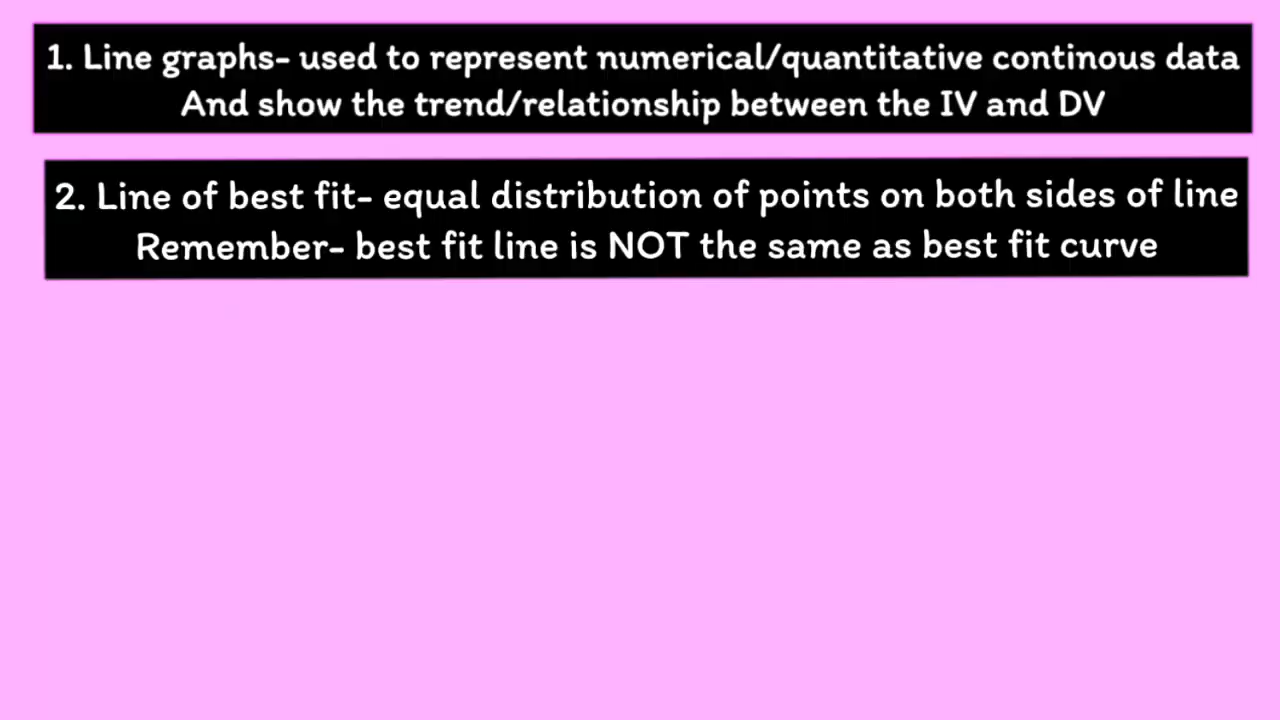 1. Line graphs- used to represent numerical/quantitative continous data
And show the trend/relationship between the IV and DV
2. Line of best fit- equal distribution of points on both sides of line
Remember- best fit line is NOT the same as best fit curve